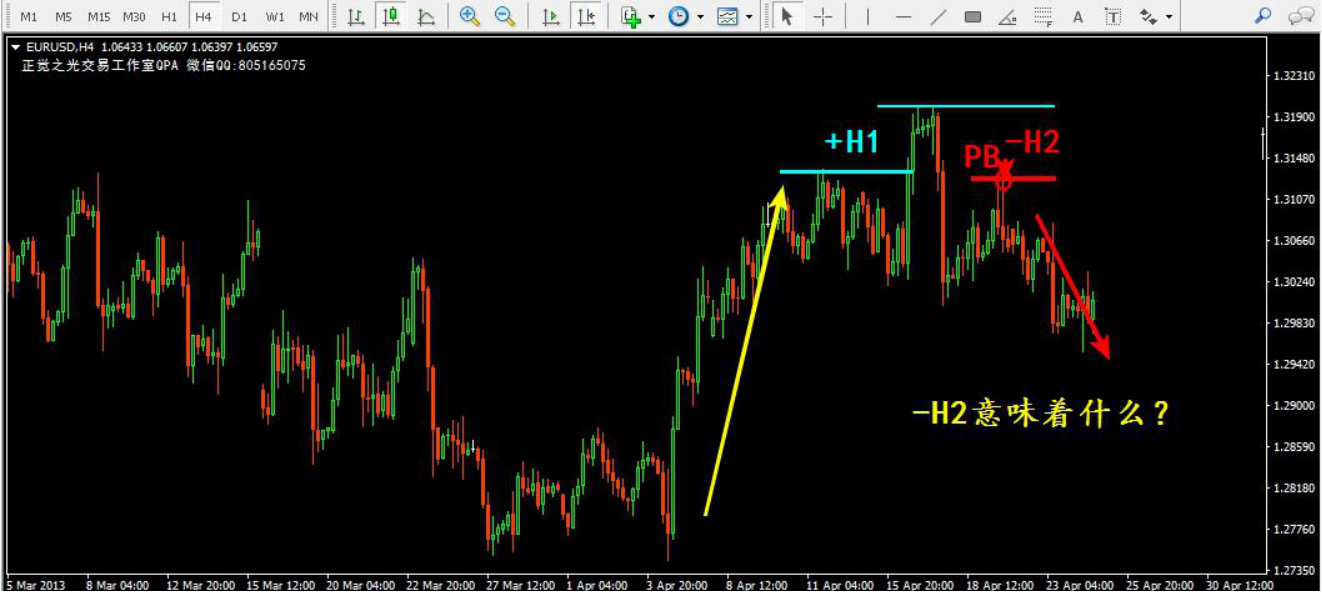 M1 M5 M15 M30 H1 H4 D1 W1 MN A T
EURUSD,H4 1.06433 1.06607 1.06397 1.06597
正觉之光交易工作室QPA 微信QQ:805165075
1.32310
1.31900
+H1
PB -H2
1.31480
1.31070
1.30660
1.30240
1.29830
1.29420
-H2意味着什么?
1.29000
1.28590
1.28180
1.27760
1.27350
5 Mar 2013 8 Mar 04:00 12 Mar 20:00 15 Mar 12:00 20 Mar 04:00 22 Mar 20:00 27 Mar 12:00 1 Apr 04:00 3 Apr 20:00 8 Apr 12:00 11 Apr 04:00 15 Apr 20:00 18 Apr 12:00 23 Apr 04:00 25 Apr 20:00 30 Apr 12:00